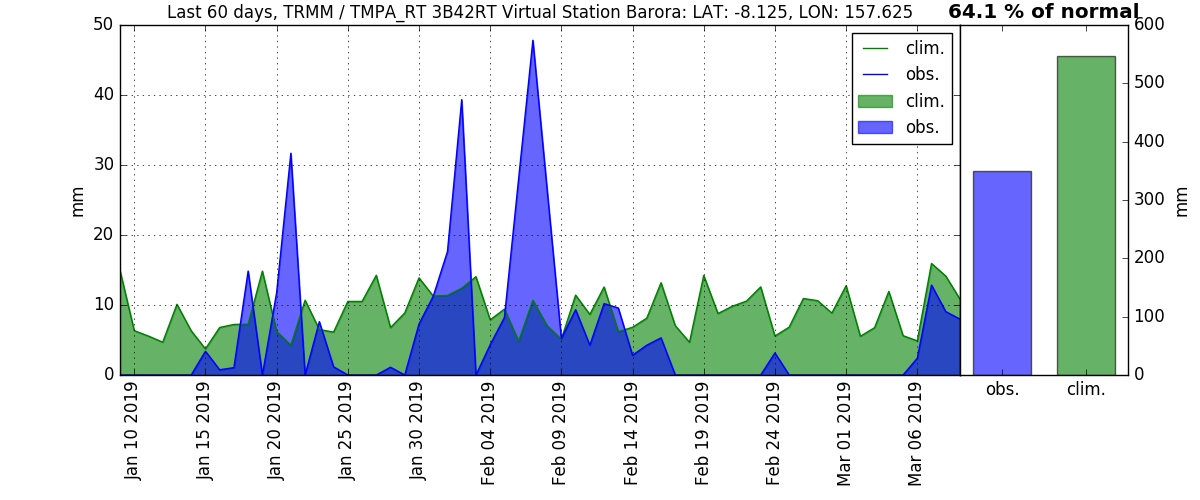 Last 60 days, TRMM / TMPA_RT 3B42RT Virtual Station Barora: LAT: -8.125, LON: 157.625
64.1 % of normal
50
40
30
20
10
0
mm
clim.
obs.
clim.
obs.
600
500
400
300
200
100
0
mm
Jan 10 2019
Jan 15 2019
Jan 20 2019
Jan 25 2019
Jan 30 2019
Feb 04 2019
Feb 09 2019
Feb 14 2019
Feb 19 2019
Feb 24 2019
Mar 01 2019
Mar 06 2019
obs.
clim.